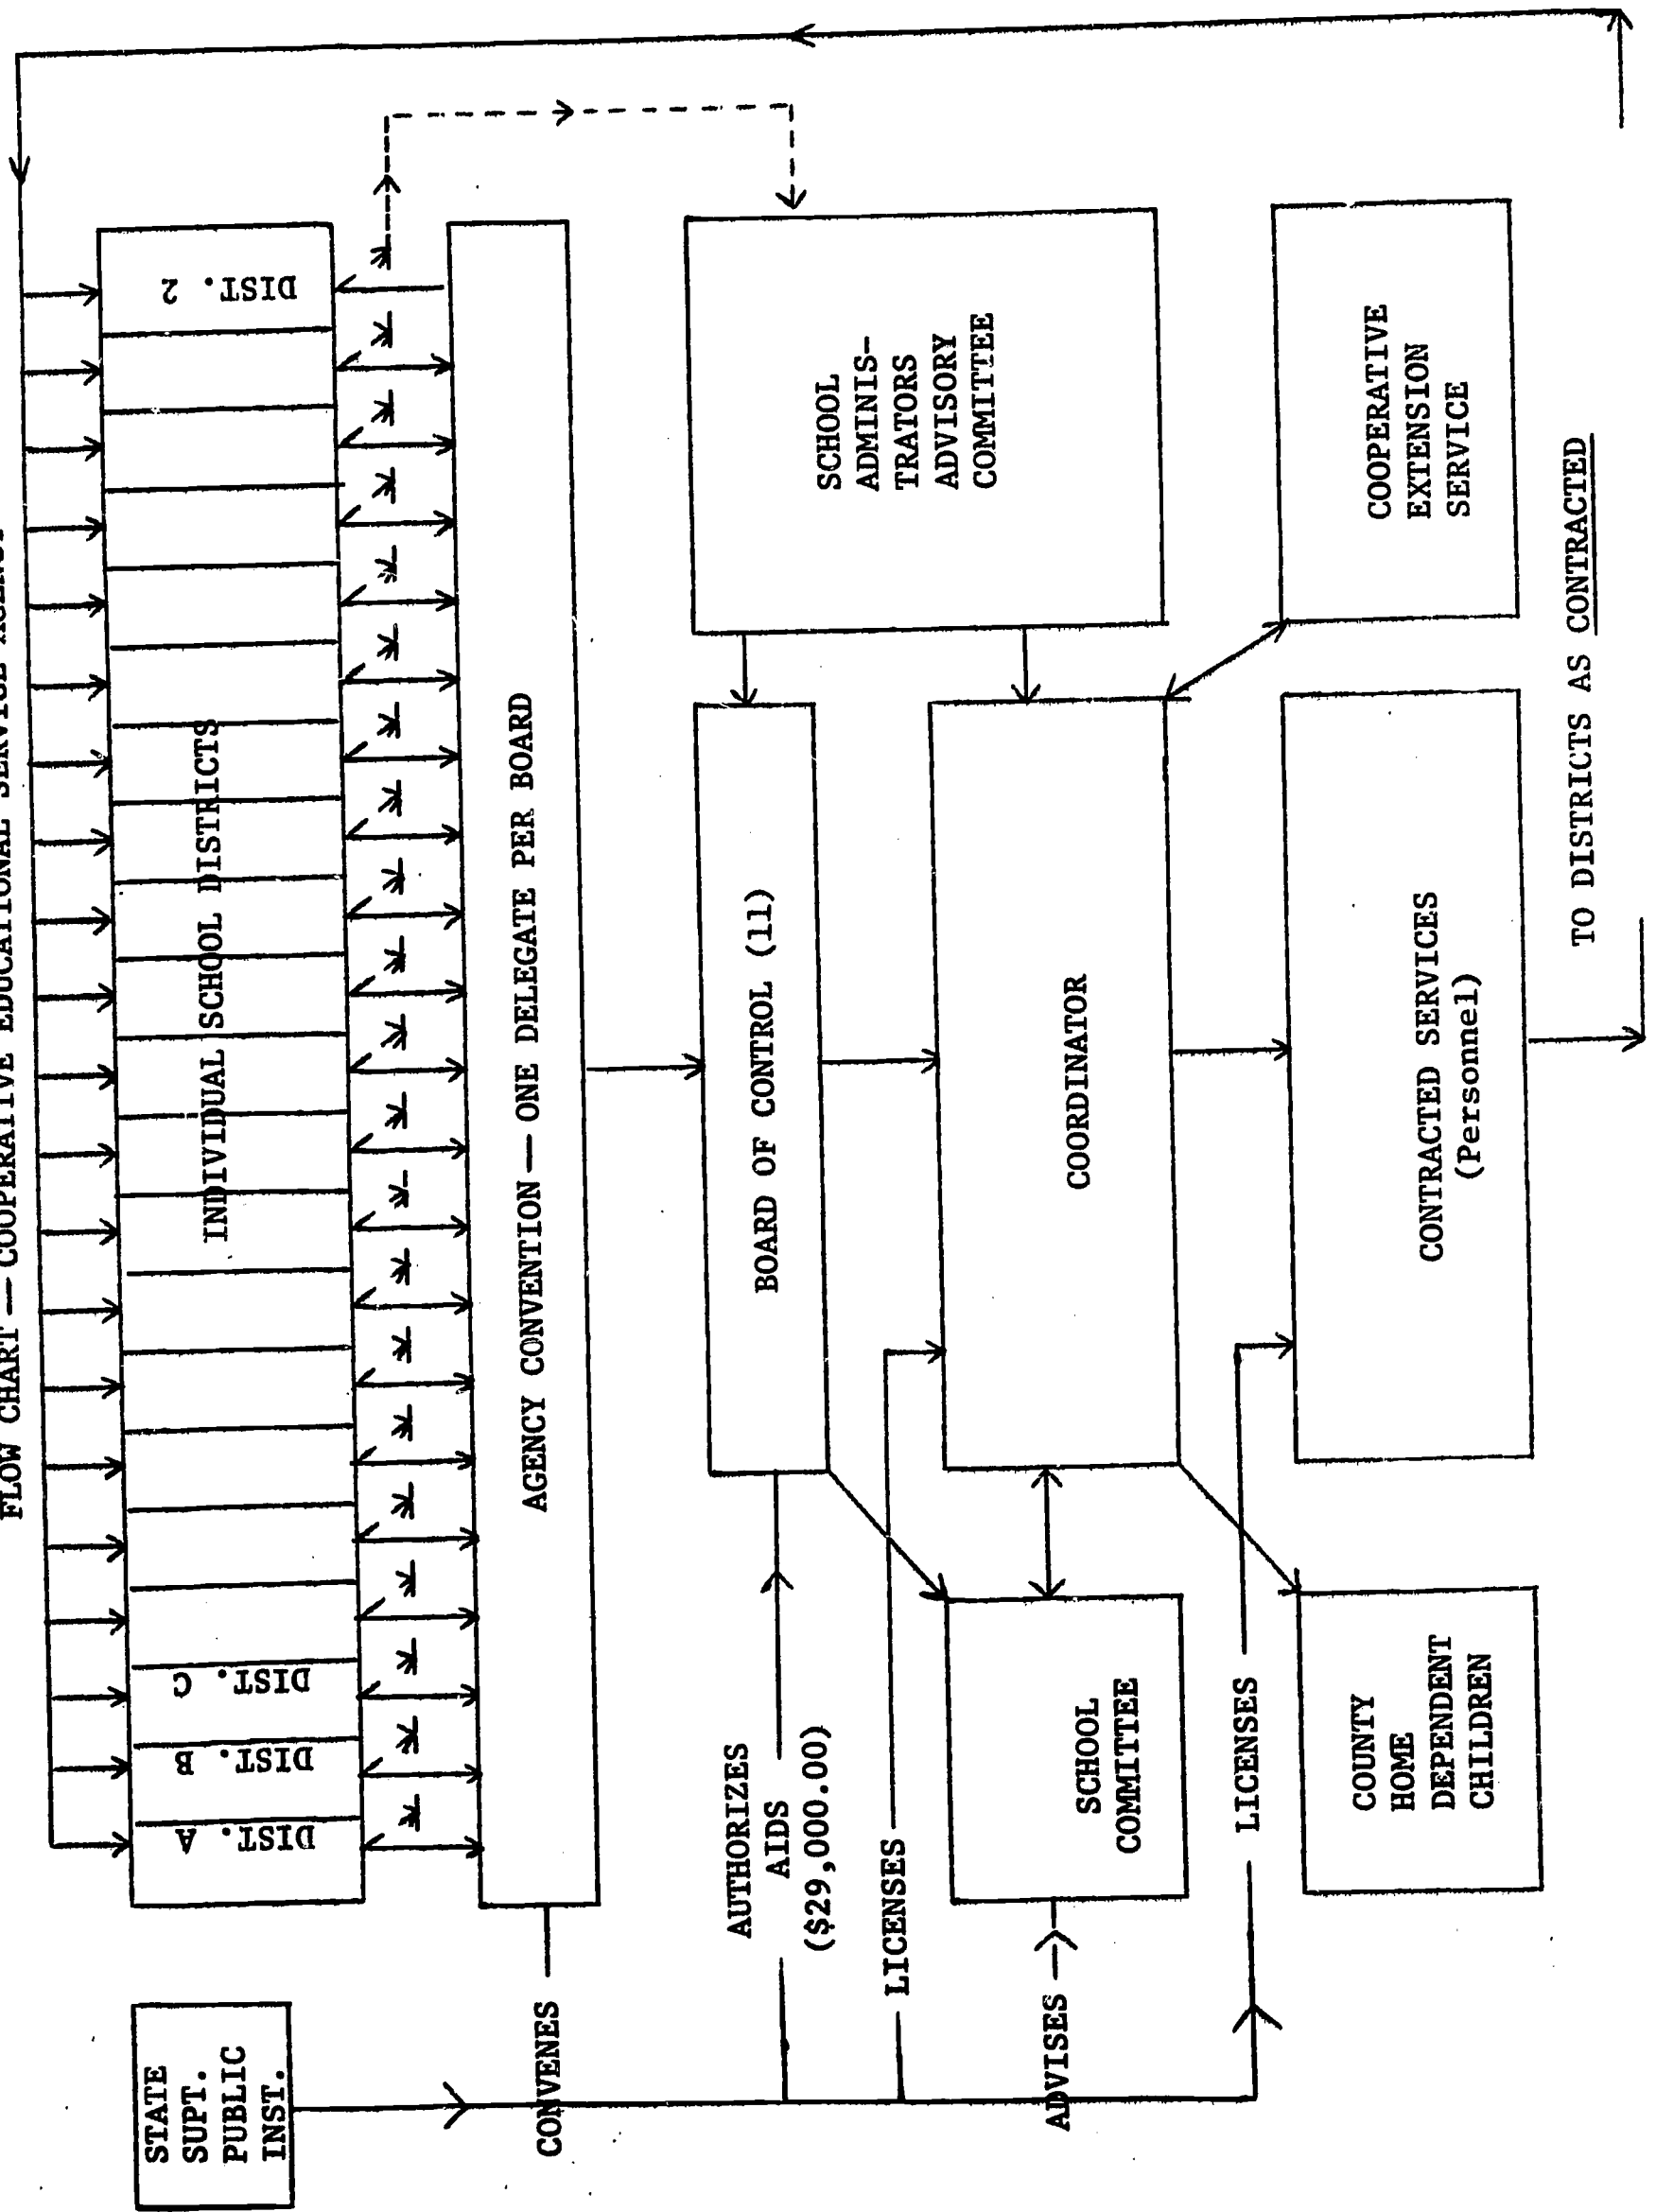 FLOW CHART — COOPERATIVE EDUCATIONAL SERVICE AGENCY
STATE
SUPT.
PUBLIC
INST.
DIST. A
DIST. B
DIST. C
INDIVIDUAL SCHOOL DISTRICTS
DIST. 2
CONVENES
AGENCY CONVENTION — ONE DELEGATE PER BOARD
AUTHORIZES
AIDS
($29,000.00)
BOARD OF CONTROL (11)
SCHOOL
ADMINIS-
TRATORS
ADVISORY
COMMITTEE
LICENSES
COORDINATOR
ADVISES
SCHOOL
COMMITTEE
LICENSES
COUNTY
HOME
DEPENDENT
CHILDREN
CONTRACTED SERVICES
(Personnel)
COOPERATIVE
EXTENSION
SERVICE
TO DISTRICTS AS CONTRACTED